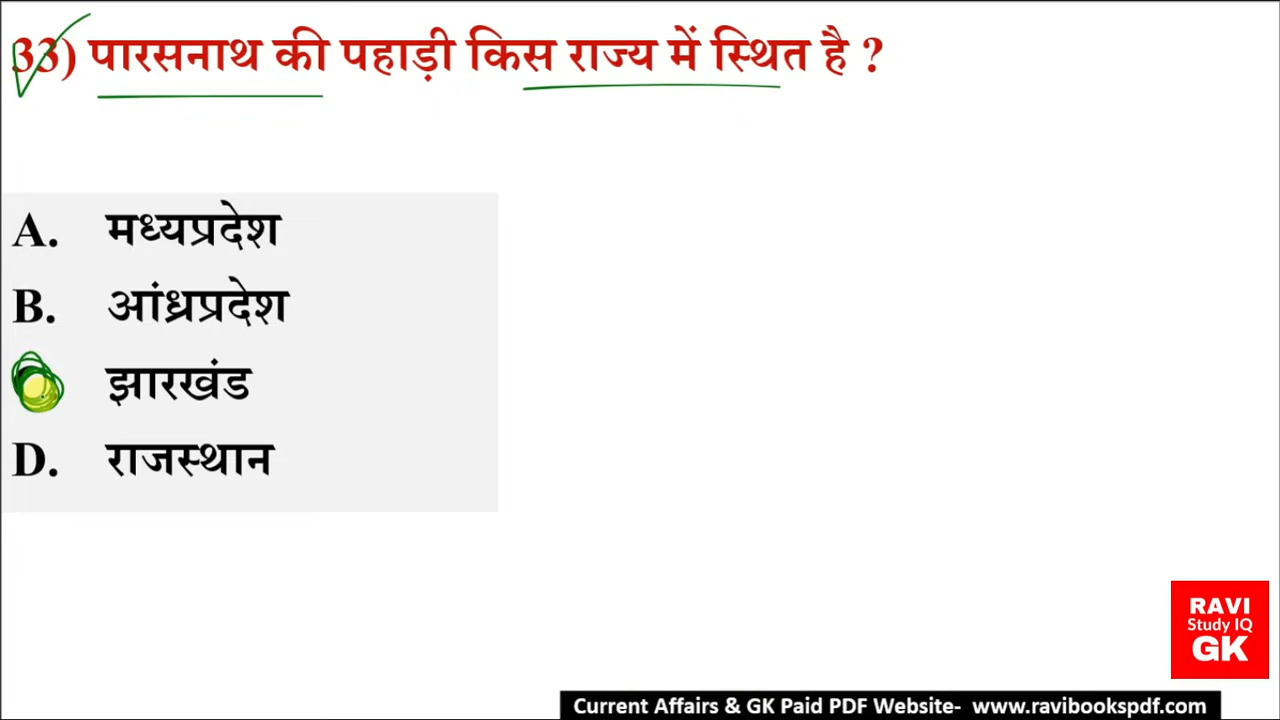 33) पारसनाथ की पहाड़ी किस राज्य में स्थित है ?
A. मध्यप्रदेश
B. आंध्रप्रदेश
झारखंड
D. राजस्थान
RAVI
Study IQ
GK
Current Affairs & GK Paid PDF Website- www.ravibookspdf.com